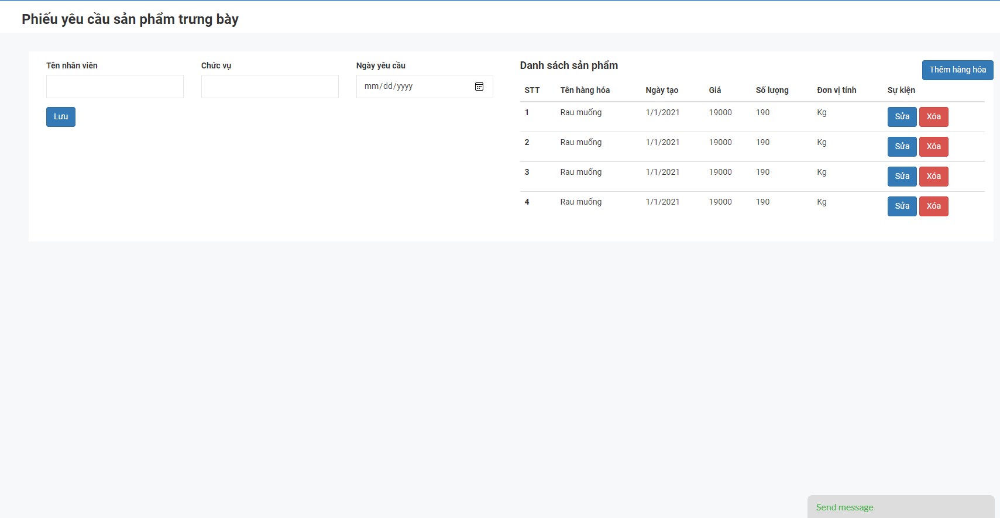 Phiếu yêu cầu sản phẩm trưng bày
Tên nhân viên Chức vụ Ngày yêu cầu
mm/dd/yyyy
Lưu
Danh sách sản phẩm
Thêm hàng hóa
STT Tên hàng hóa Ngày tạo Giá Số lượng Đơn vị tính Sự kiện
1 Rau muống 1/1/2021 19000 190 Kg Sửa Xóa
2 Rau muống 1/1/2021 19000 190 Kg Sửa Xóa
3 Rau muống 1/1/2021 19000 190 Kg Sửa Xóa
4 Rau muống 1/1/2021 19000 190 Kg Sửa Xóa
Send message